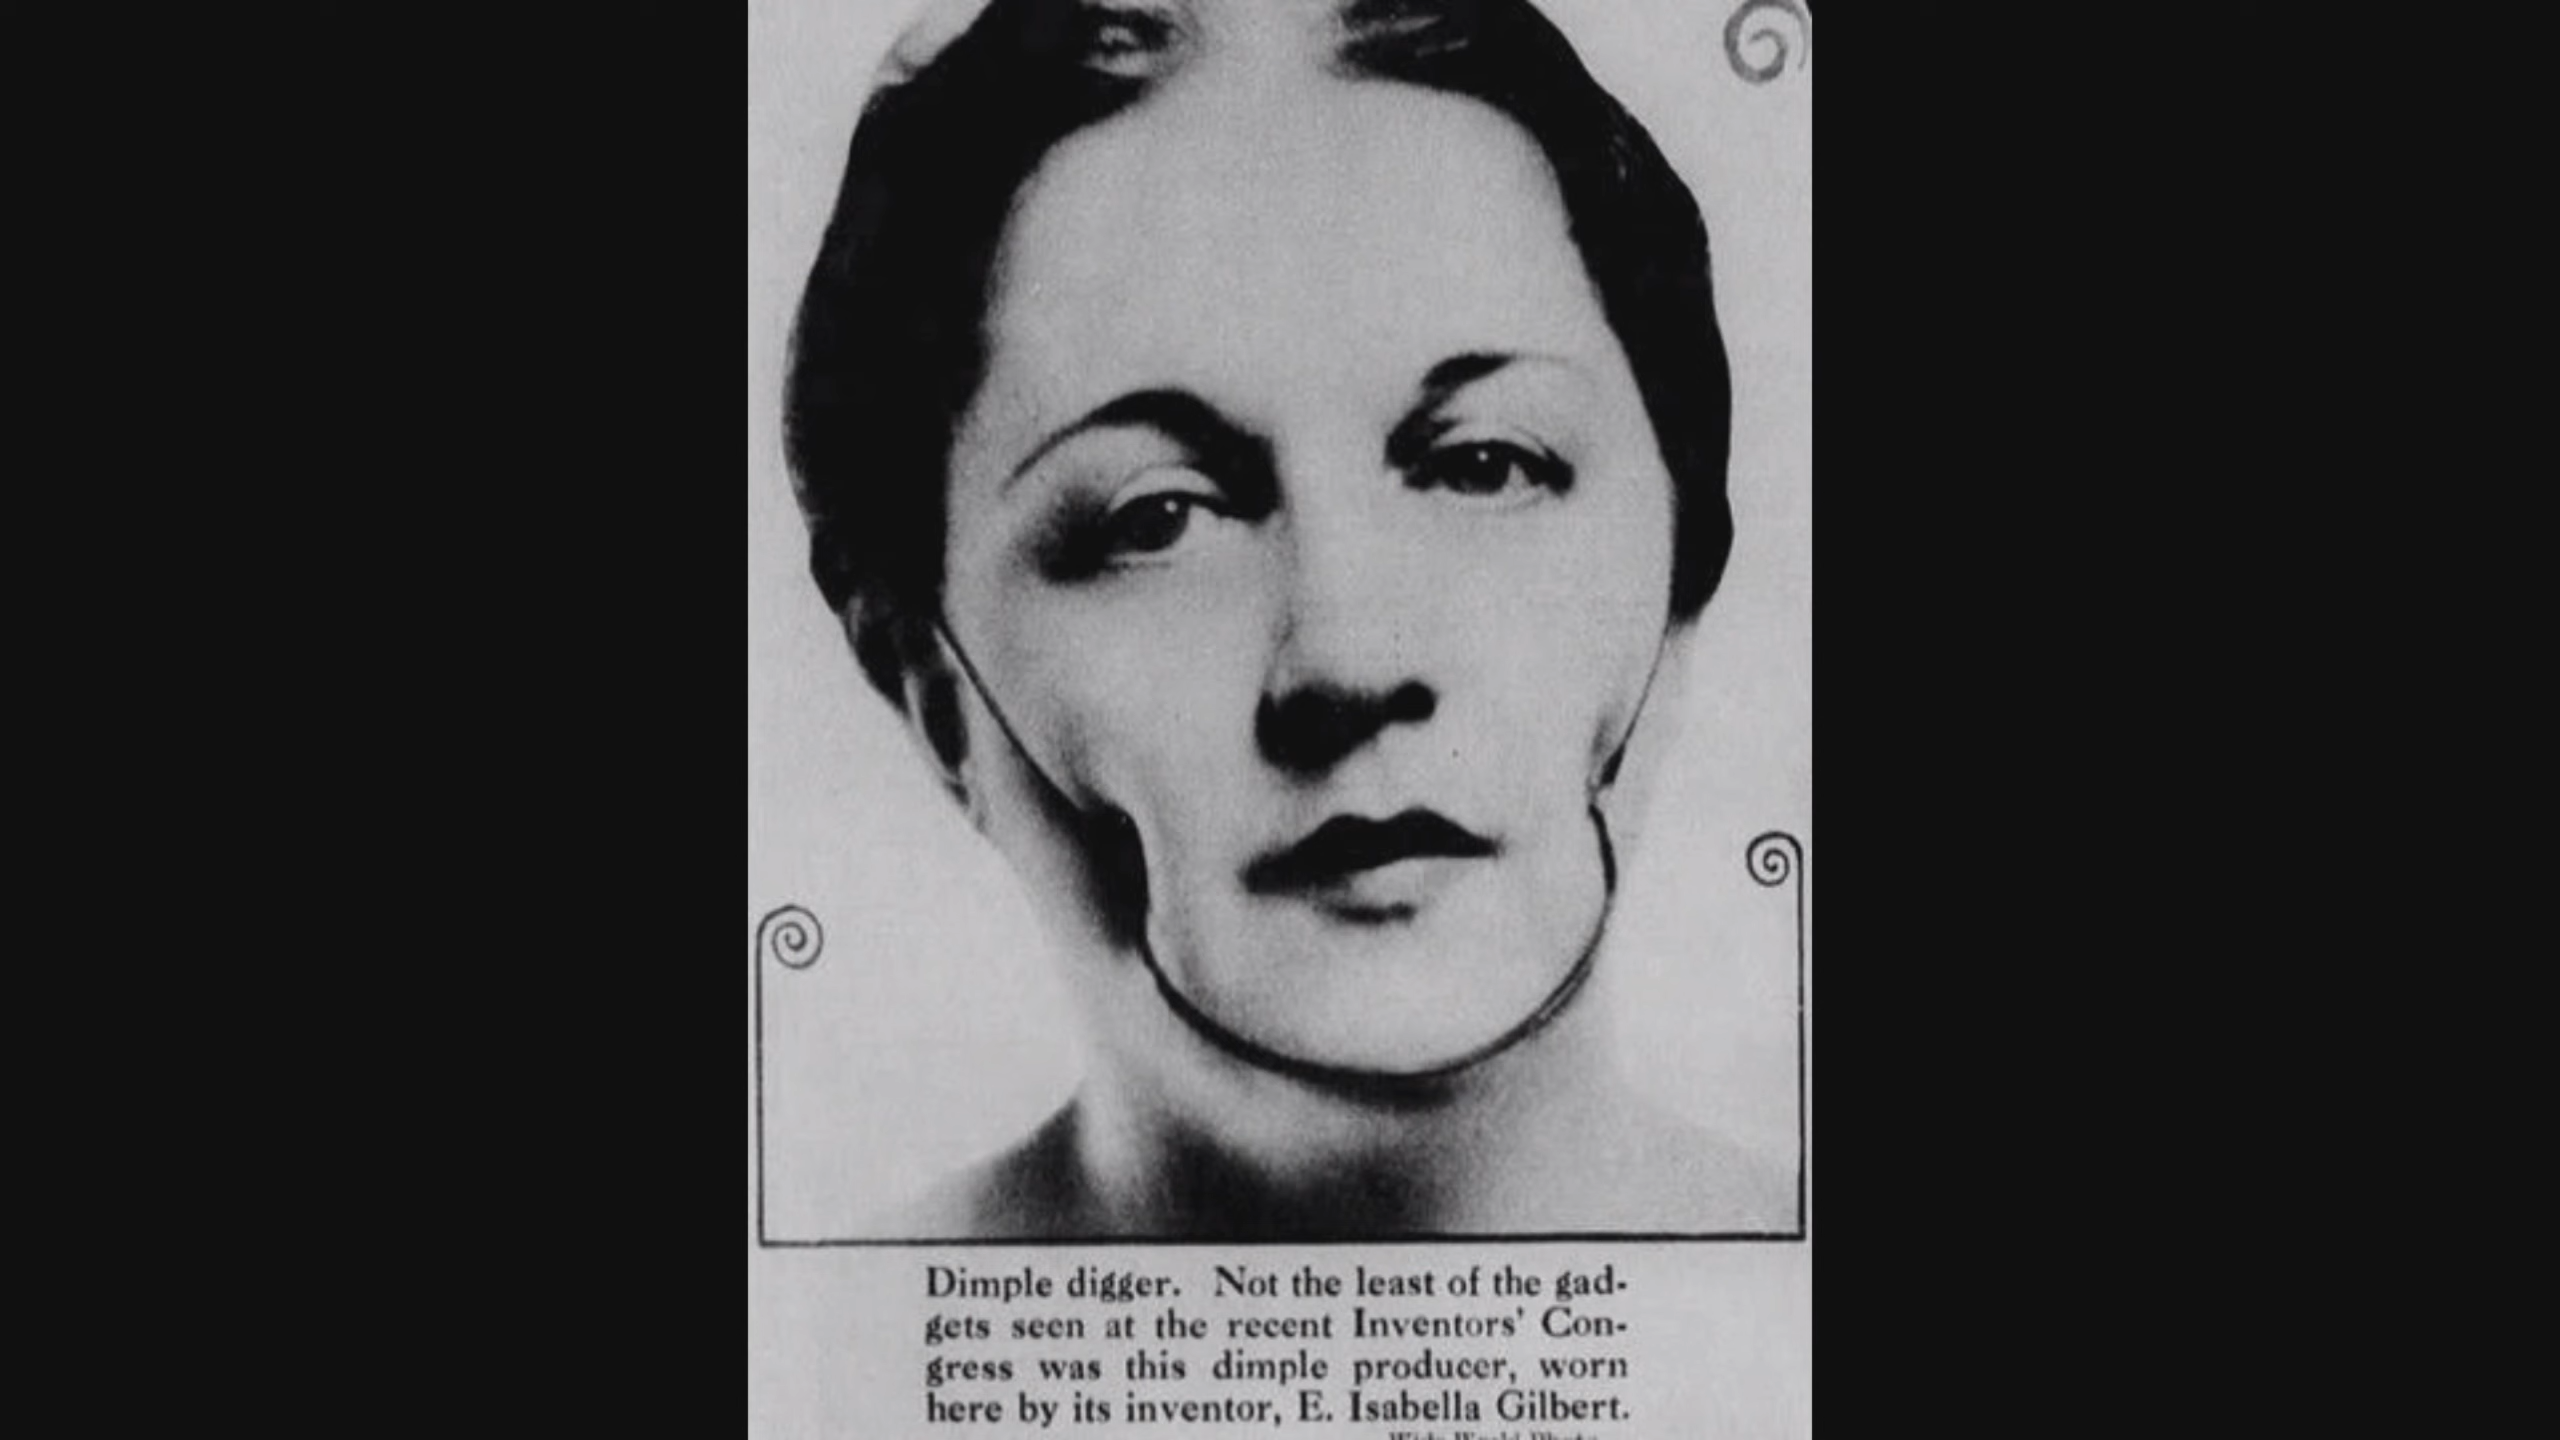 Dimple digger. Not the least of the gad-
gets seen at the recent Inventors' Con-
gress was this dimple producer, worn
here by its inventor, E. Isabella Gilbert.